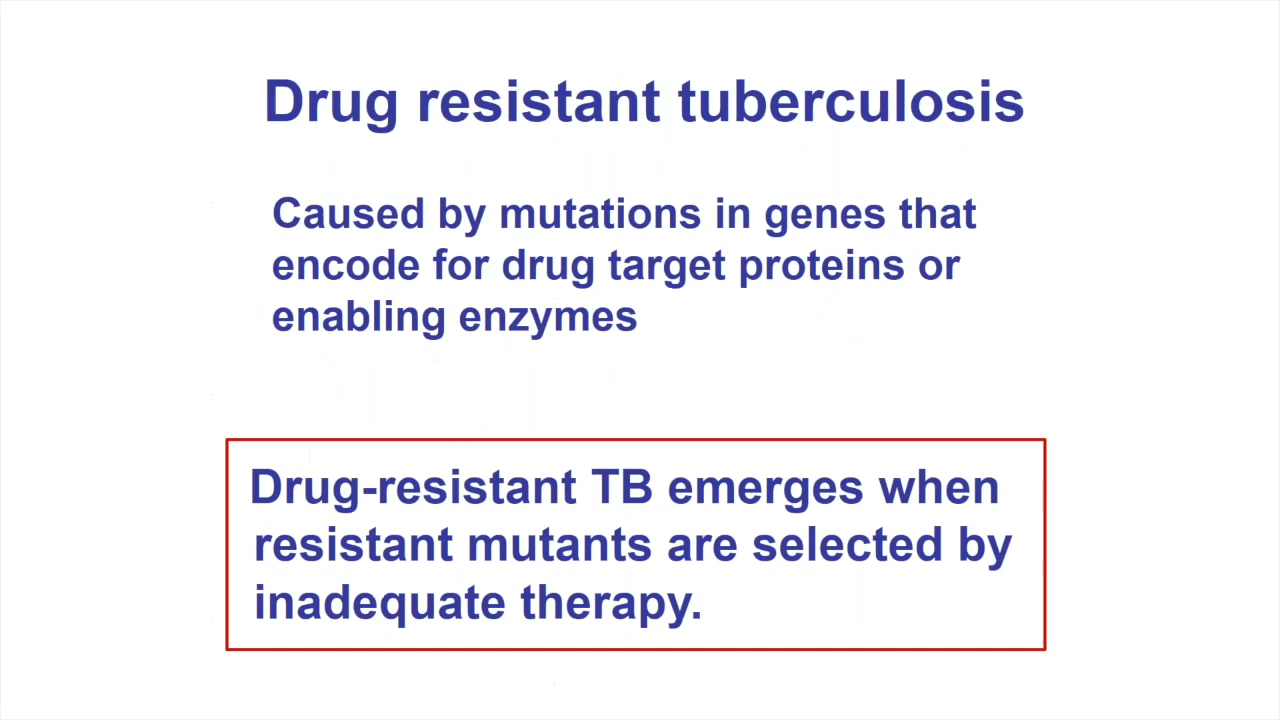 Drug resistant tuberculosis
Caused by mutations in genes that
encode for drug target proteins or
enabling enzymes
Drug-resistant TB emerges when
resistant mutants are selected by
inadequate therapy.